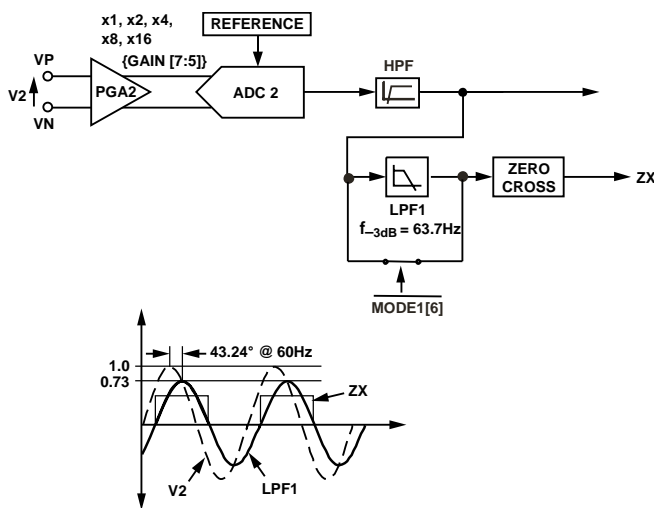 x1, x2, x4,
x8, x16
{GAIN [7:5]}
REFERENCE
HPF
VP
V2
VN
PGA2
ADC 2
LPF1
f–3dB = 63.7Hz
ZERO
CROSS
ZX
MODE1[6]
43.24° @ 60Hz
1.0
0.73
ZX
V2
LPF1